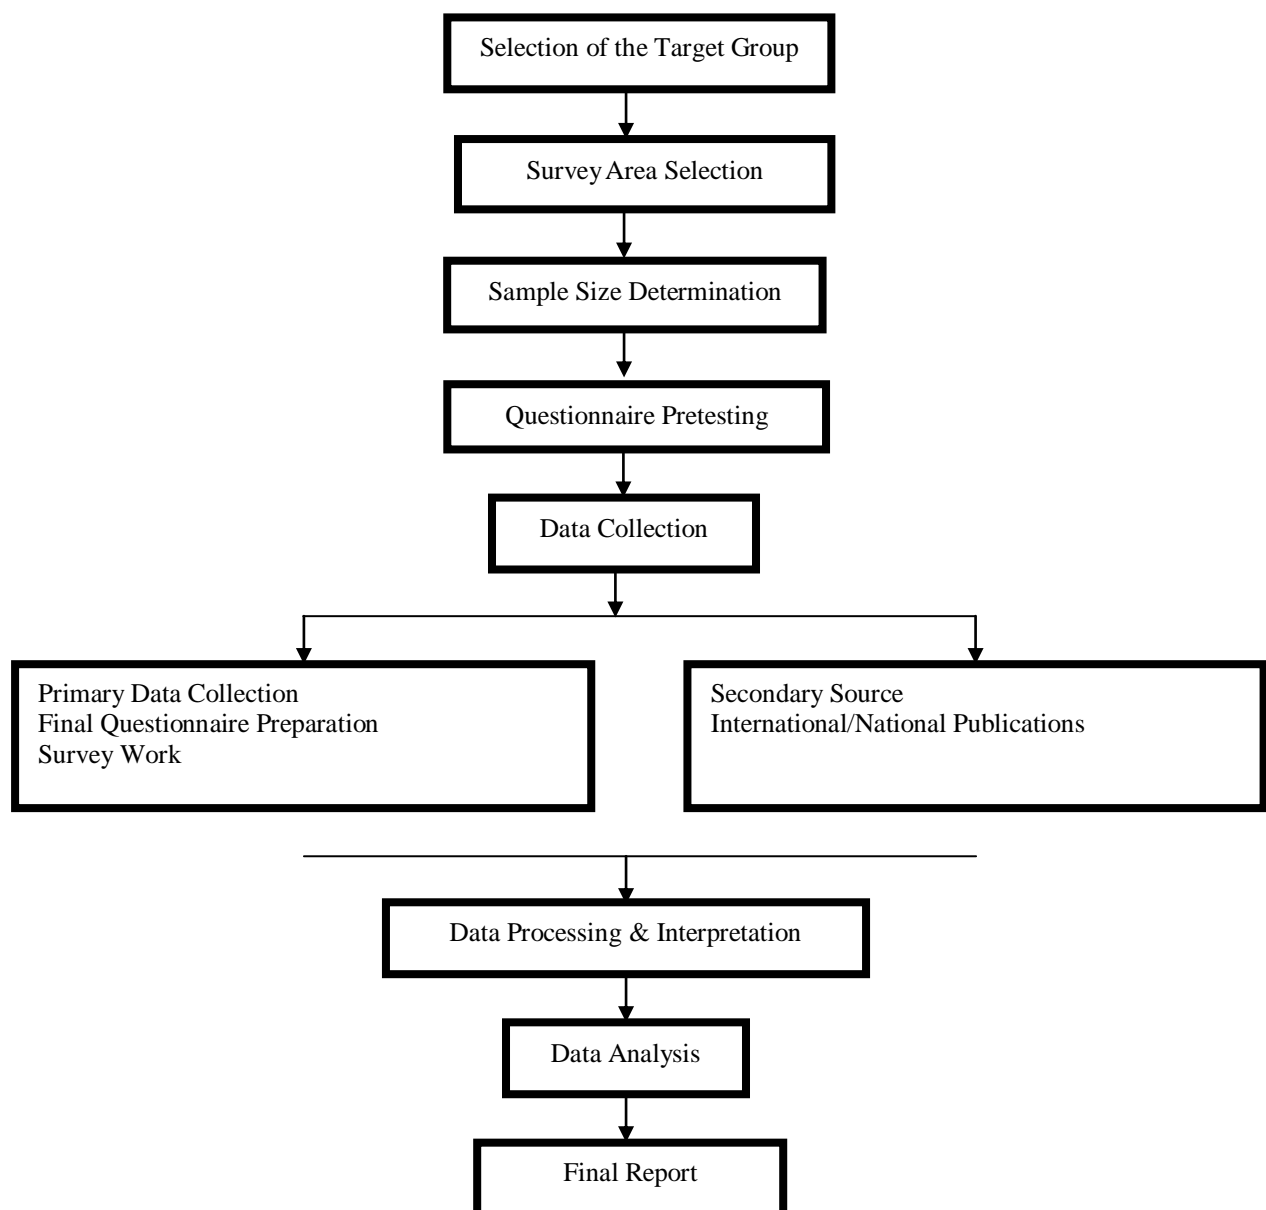 Selection of the Target Group
Survey Area Selection
Sample Size Determination
Questionnaire Pretesting
Data Collection
Primary Data Collection
Final Questionnaire Preparation
Survey Work
Secondary Source
International/National Publications
Data Processing & Interpretation
Data Analysis
Final Report